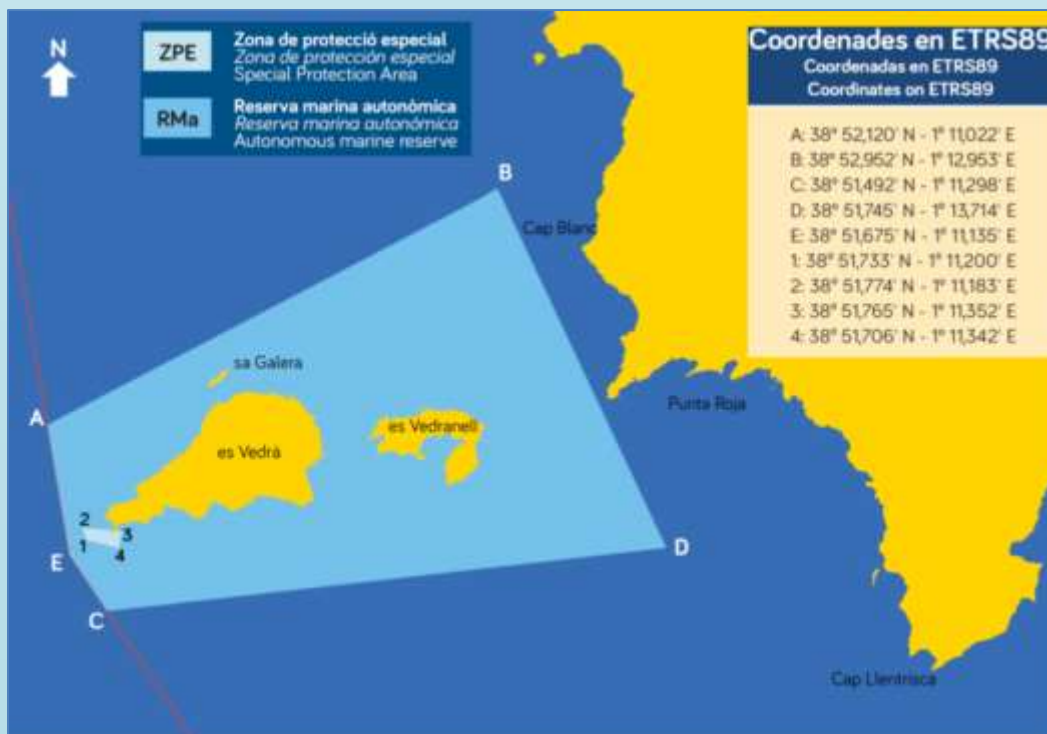 N
ZPE
Zona de protecció especial
Zona de protección especial
Special Protection Area
RMa
Reserva marina autonòmica
Reserva marina autonómica
Autonomous marine reserve
Coordenades en ETRS89
Coordenadas en ETRS89
Coordinates on ETRS89
A: 38° 52,120' N - 1° 11,022' E
B: 38° 52,952' N - 1° 12,953' E
C: 38° 51,492' N - 1° 11,298' E
D: 38° 51,745' N - 1° 13,714' E
E: 38° 51,675' N - 1° 11,135' E
1: 38° 51,733' N - 1° 11,200' E
2: 38° 51,774' N - 1° 11,183' E
3: 38° 51,765' N - 1° 11,352' E
4: 38° 51,706' N - 1° 11,342' E
B
Cap Blanc
sa Galera
Punta Roja
A
es Vedranell
es Vedrà
2
3
1
4
D
E
C
Cap Llentrisca